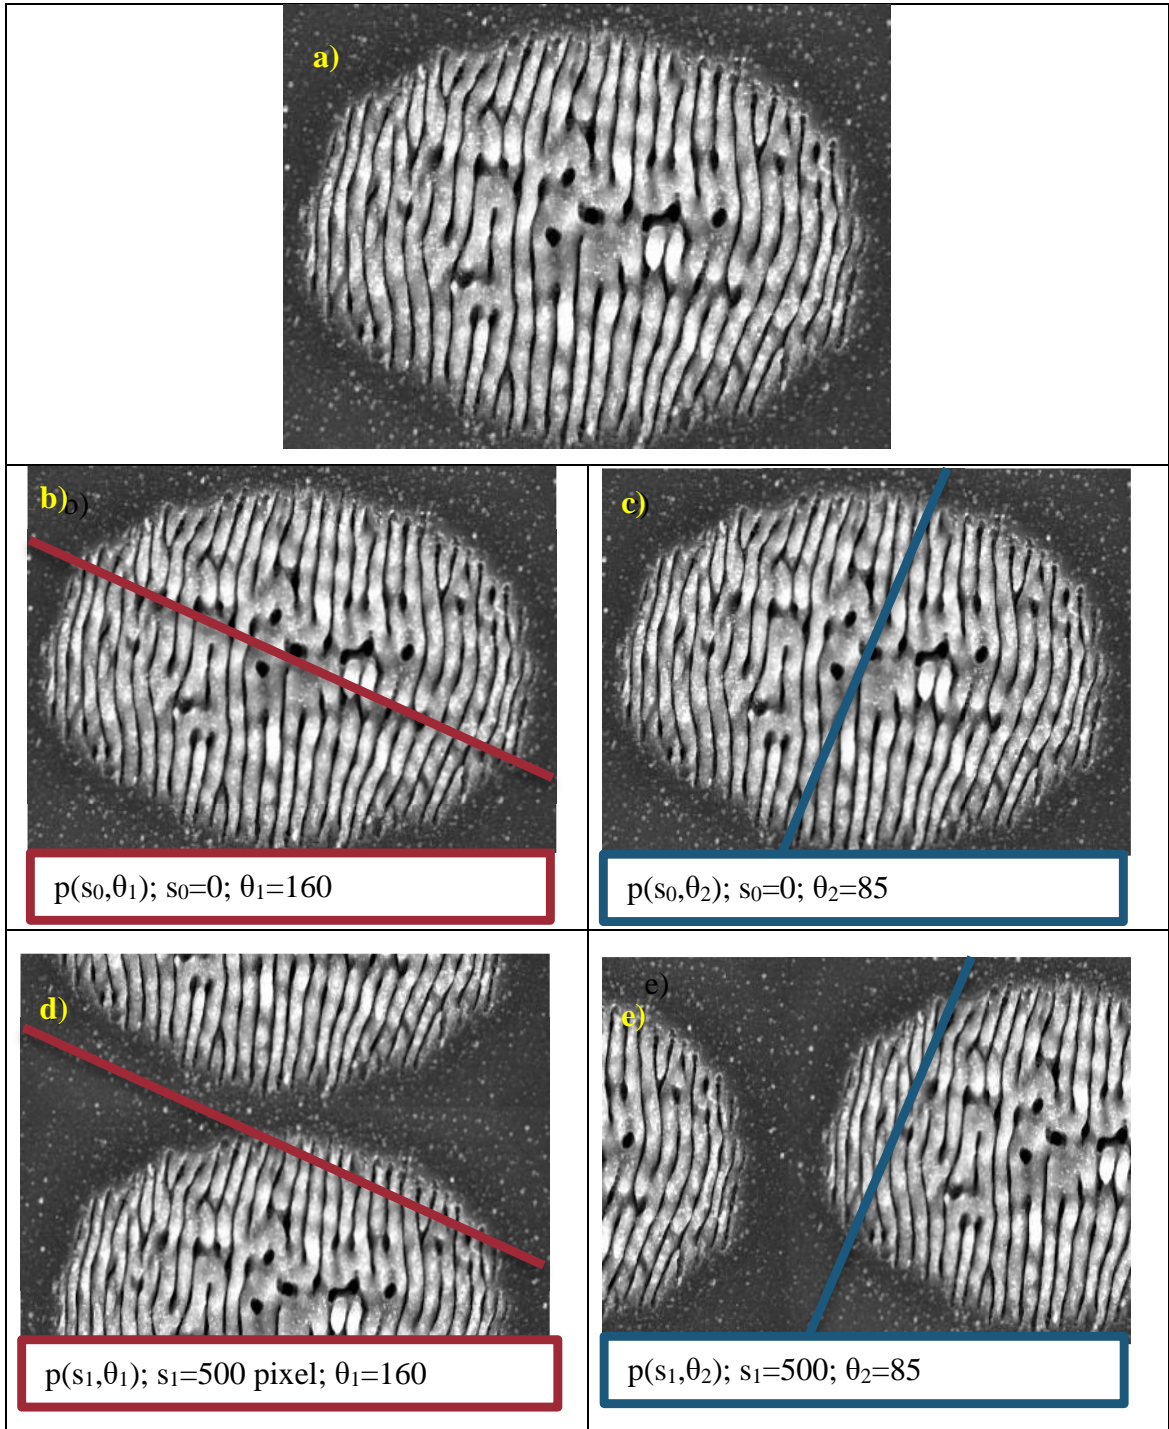 a)
b) b)
p(s₀,θ₁); s₀=0; θ₁=160
c)
p(s₀,θ₂); s₀=0; θ₂=85
d)
p(s₁,θ₁); s₁=500 pixel; θ₁=160
e)
e)
p(s₁,θ₂); s₁=500; θ₂=85